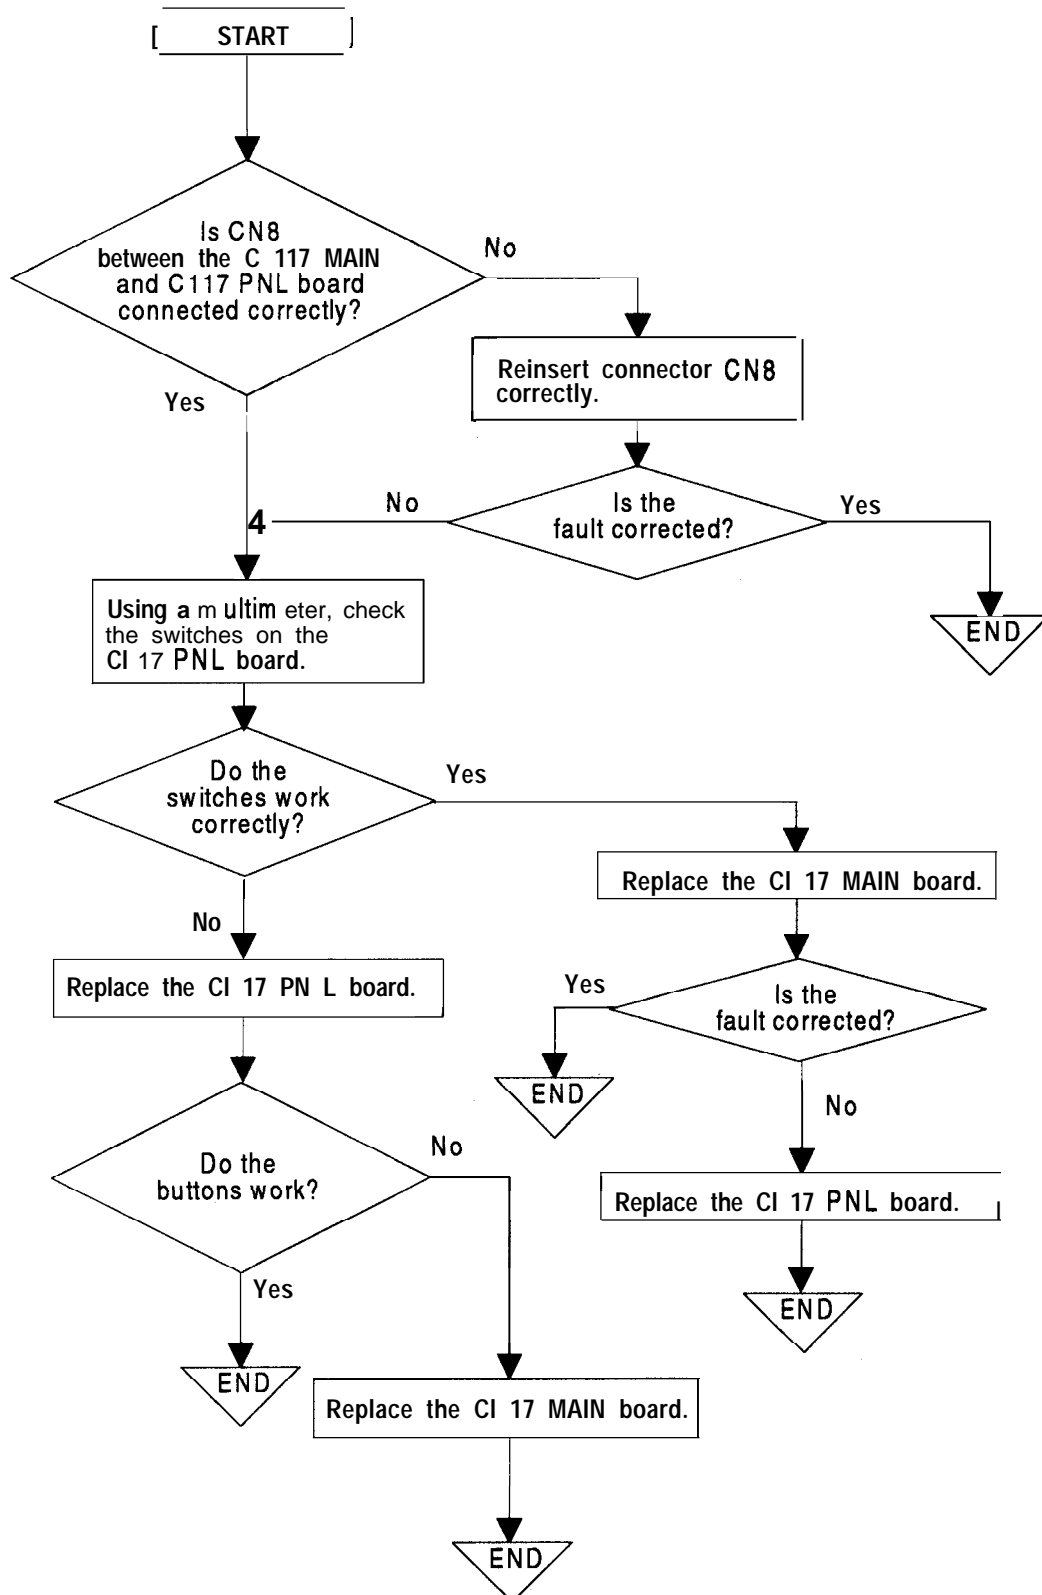 [ START ]
Is CN8
between the C 117 MAIN
and C117 PNL board
connected correctly?
No
Yes
Reinsert connector CN8
correctly.
4
No
Is the
fault corrected?
Yes
END
Using a m ultim eter, check
the switches on the
CI 17 PNL board.
Do the
switches work
correctly?
Yes
No
Replace the CI 17 MAIN board.
Replace the CI 17 PN L board.
Yes
Is the
fault corrected?
END
No
Do the
buttons work?
No
Replace the CI 17 PNL board.
Yes
END
END
Replace the CI 17 MAIN board.
END